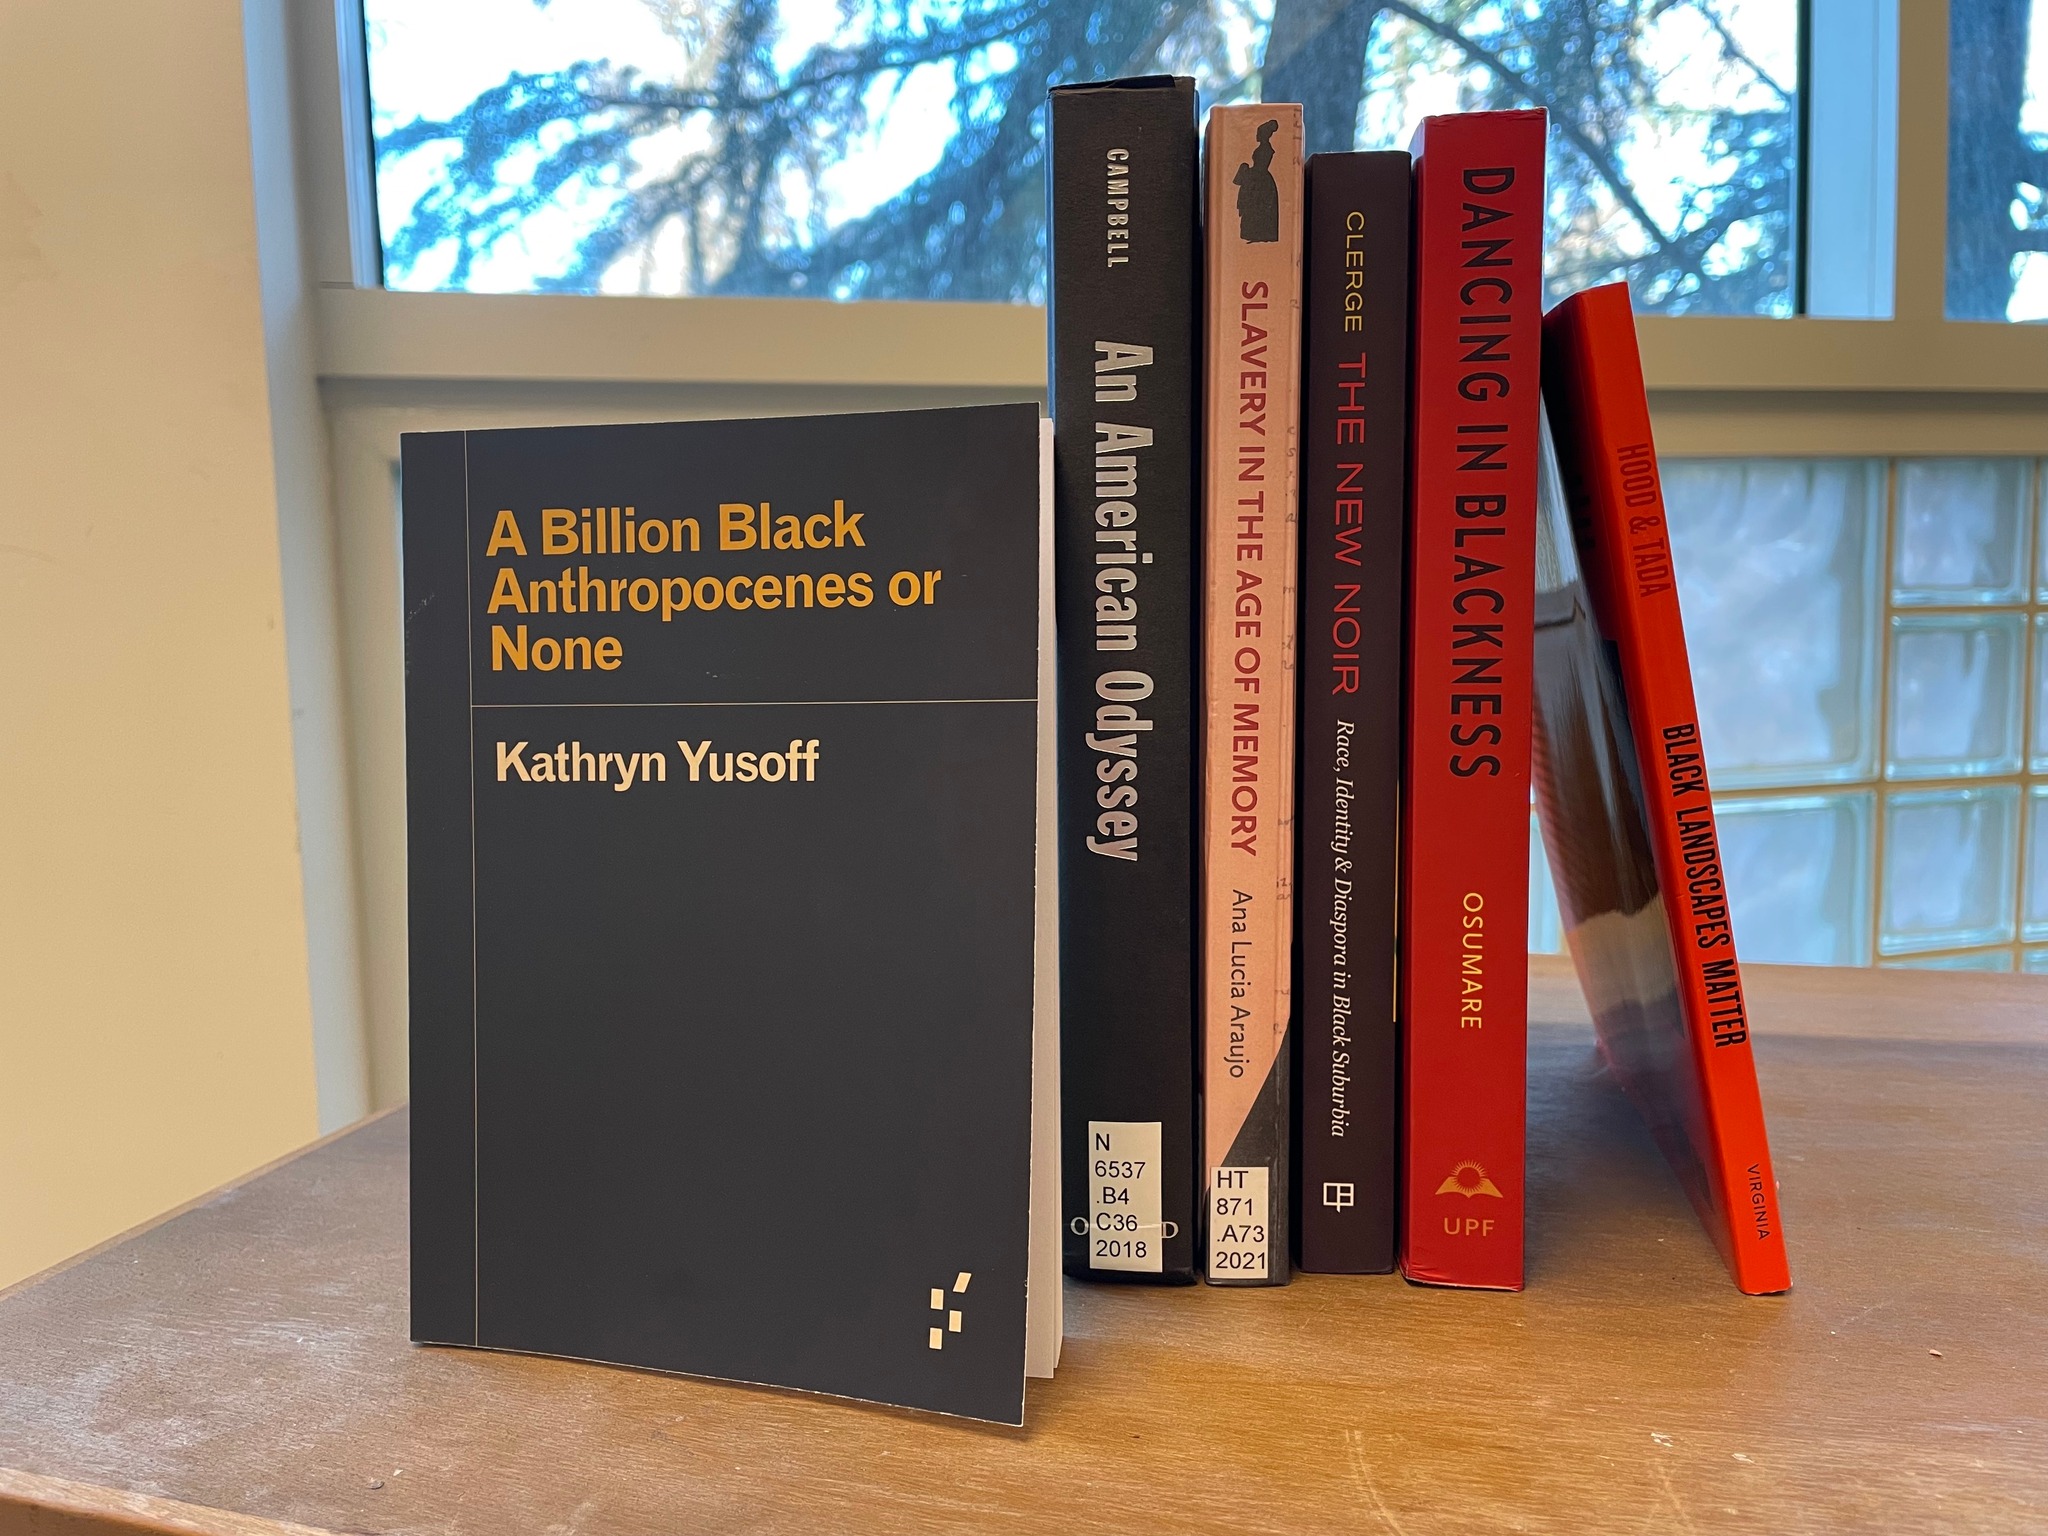 A Billion Black
Anthropocenes or
None
Kathryn Yusoff
CAMPBELL An American Odyssey
N
6537
.B4
C36
2018
SLAVERY IN THE AGE OF MEMORY Ana Lucia Araujo
HT
871
.A73
2021
CLERGE THE NEW NOIR Race, Identity & Diaspora in Black Suburbia
DANCING IN BLACKNESS OSUMARE
UPF
HOOD & TADA BLACK LANDSCAPES MATTER VIRGINIA